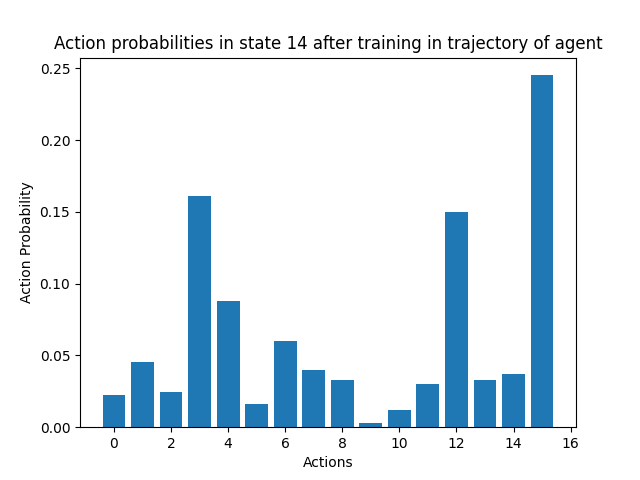 Action probabilities in state 14 after training in trajectory of agent
0.25
0.20
0.15
0.10
0.05
0.00
Action Probability
0 2 4 6 8 10 12 14 16
Actions